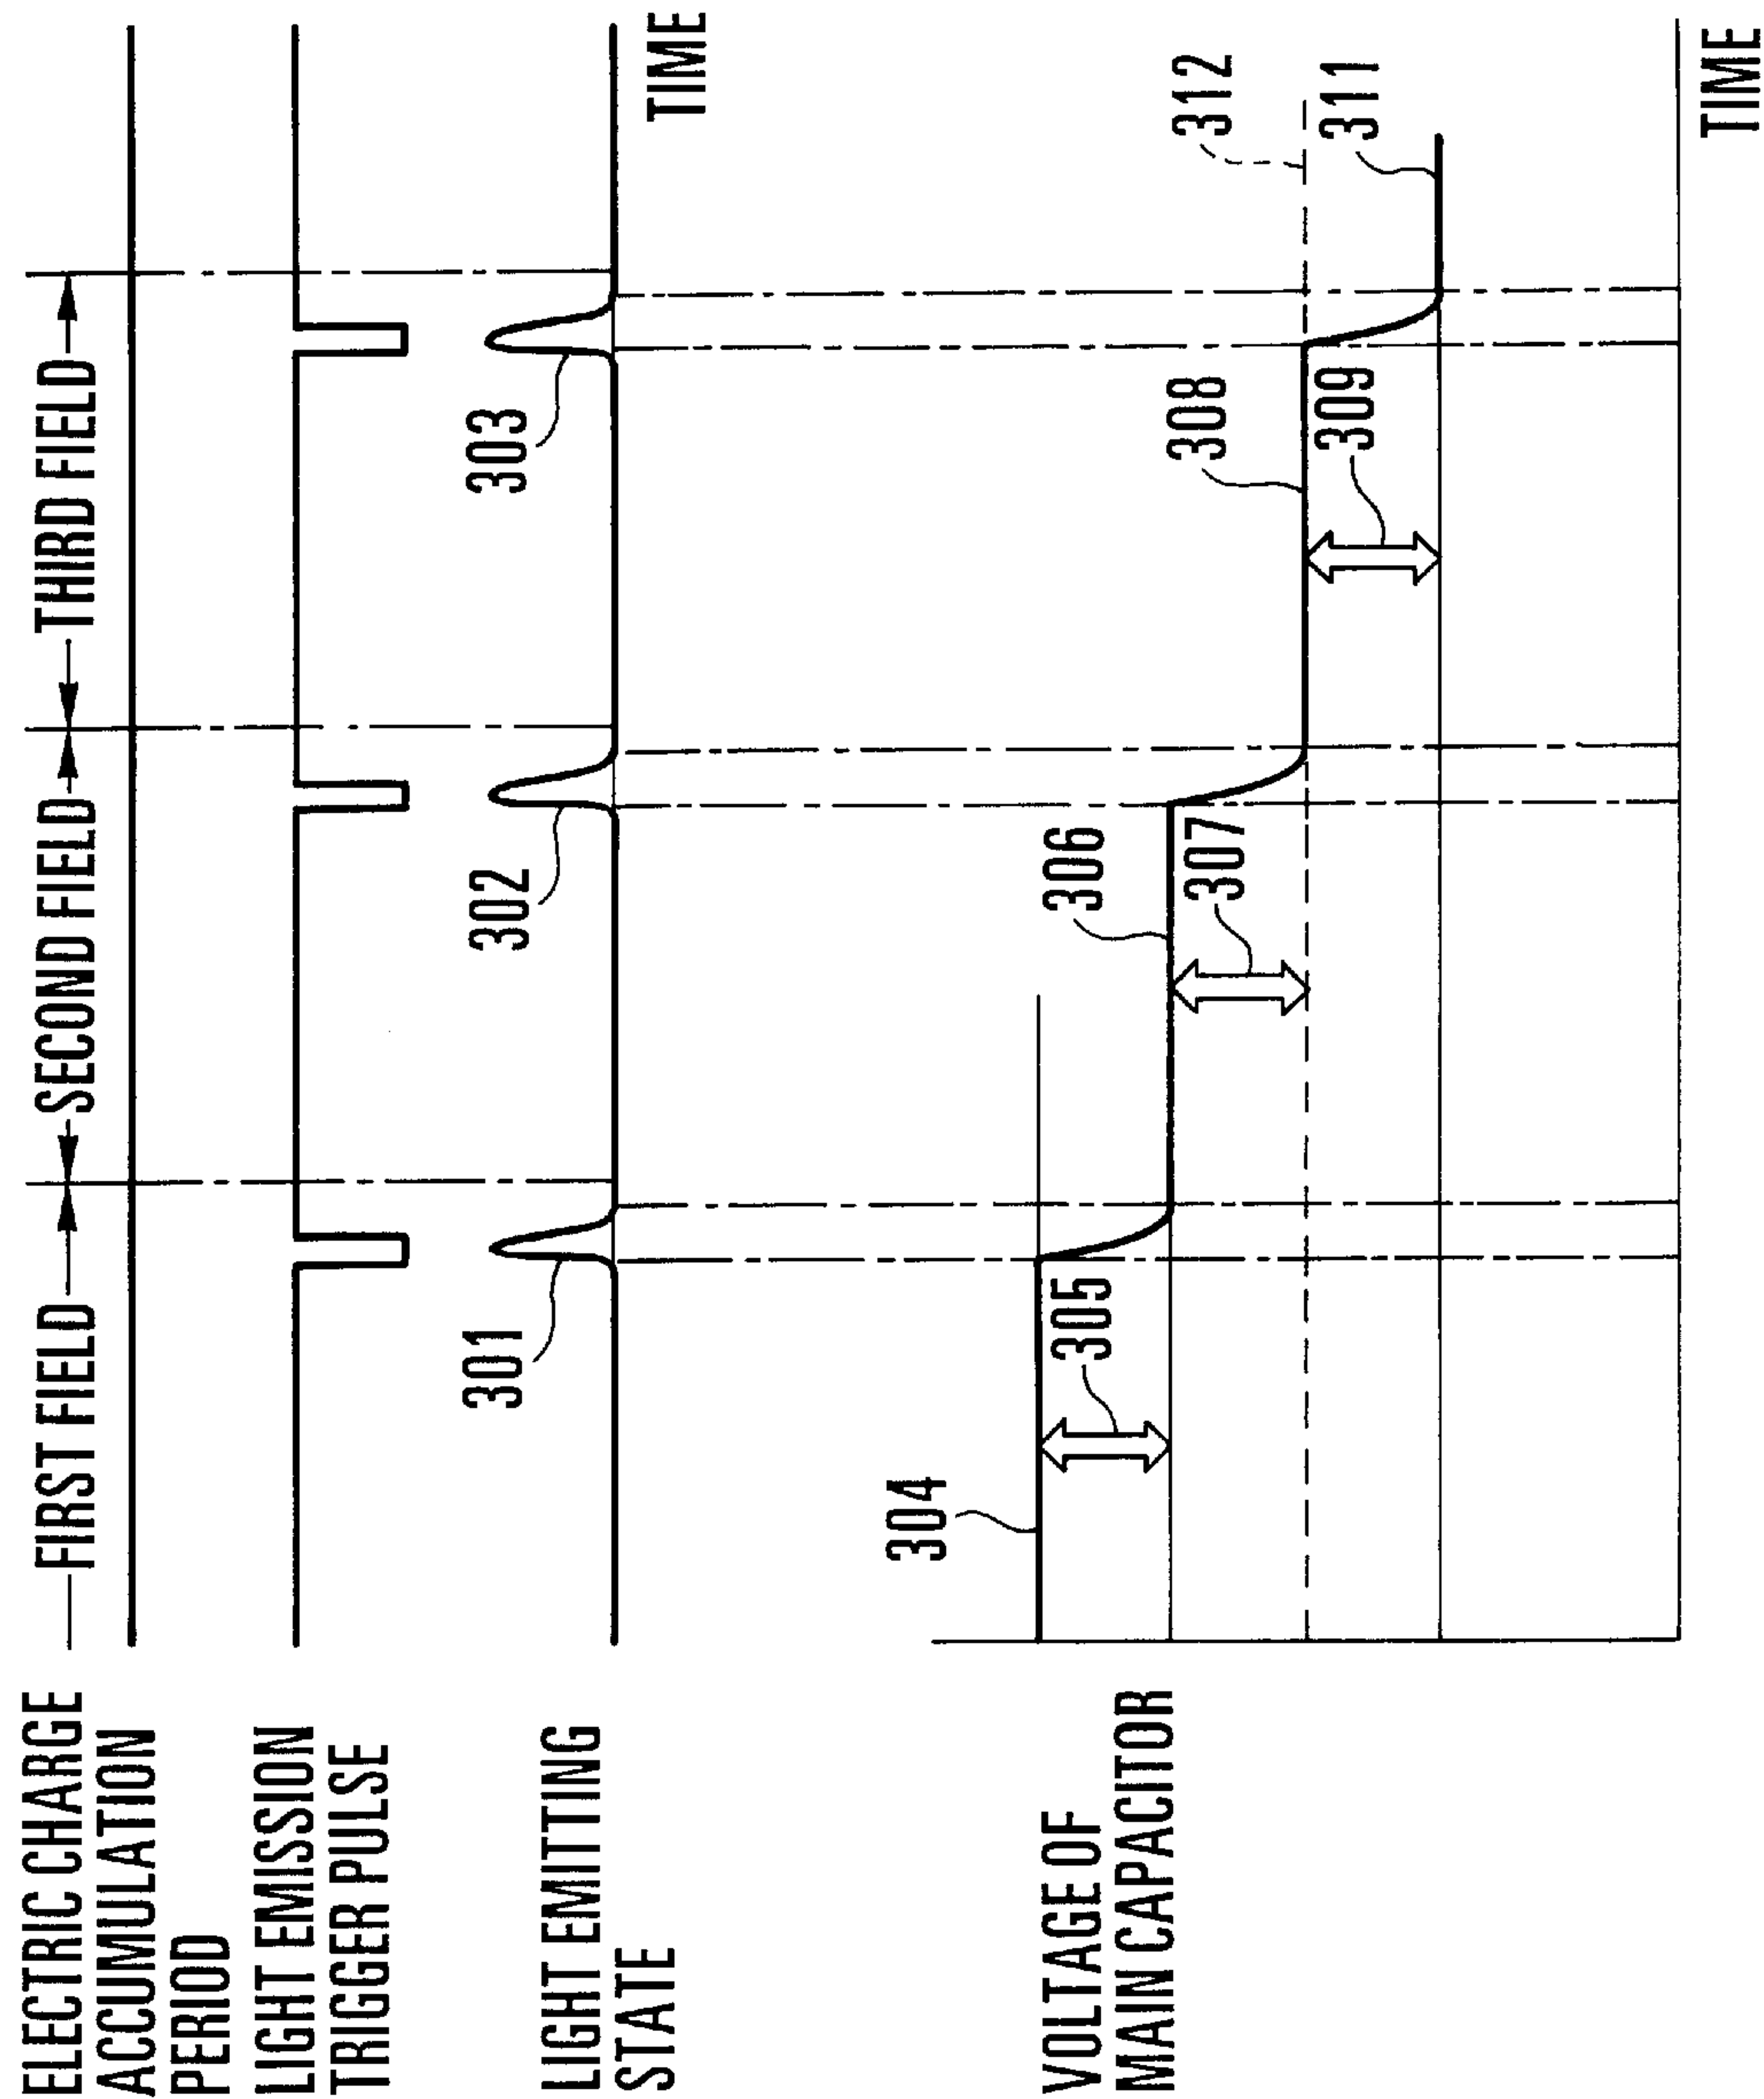 ELECTRIC CHARGE
ACCUMULATION
PERIOD
FIRST FIELD
SECOND FIELD
THIRD FIELD
LIGHT EMISSION
TRIGGER PULSE
LIGHT EMITTING
STATE
301
302
303
TIME
VOLTAGE OF
MAIN CAPACITOR
304
305
306
307
308
309
312
311
TIME